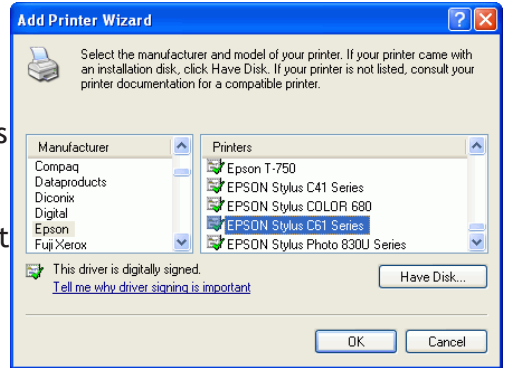 Add Printer Wizard
Select the manufacturer and model of your printer. If your printer came with
an installation disk, click Have Disk. If your printer is not listed, consult your
printer documentation for a compatible printer.
s
Manufacturer
Compaq
Dataproducts
Diconix
Digital
Epson
Fuji Xerox
t
Printers
Epson T-750
EPSON Stylus C41 Series
EPSON Stylus COLOR 680
EPSON Stylus C61 Series
EPSON Stylus Photo 830U Series
This driver is digitally signed.
Tell me why driver signing is important
Have Disk...
OK
Cancel